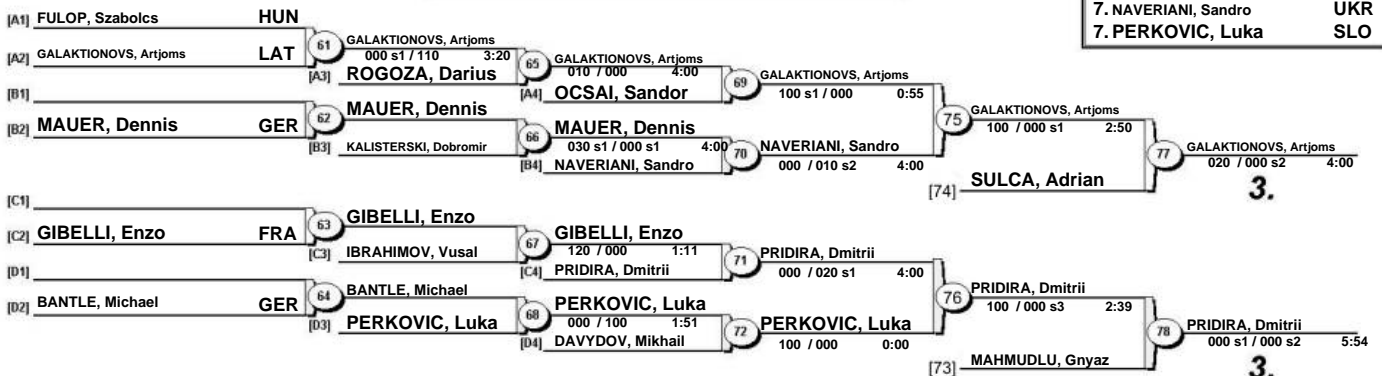 7. NAVERIANI, Sandro UKR
7. PERKOVIC, Luka SLO
[A1] FULOP, Szabolcs HUN
61
GALAKTIONOVS, Artjoms
000 s1 / 110 3:20
[A2] GALAKTIONOVS, Artjoms LAT
[A3] ROGOZA, Darius
65
GALAKTIONOVS, Artjoms
010 / 000 4:00
[A4] OCSAI, Sandor
69
GALAKTIONOVS, Artjoms
100 s1 / 000 0:55
[B1]
[B2] MAUER, Dennis GER
62
MAUER, Dennis
[B3] KALISTERSKI, Dobromir
66
MAUER, Dennis
030 s1 / 000 s1 4:00
[B4] NAVERIANI, Sandro
70
NAVERIANI, Sandro
000 / 010 s2 4:00
75
GALAKTIONOVS, Artjoms
100 / 000 s1 2:50
[74] SULCA, Adrian
77
GALAKTIONOVS, Artjoms
020 / 000 s2 4:00
3.
[C1]
[C2] GIBELLI, Enzo FRA
63
GIBELLI, Enzo
[C3] IBRAHIMOV, Vusal
67
GIBELLI, Enzo
120 / 000 1:11
[C4] PRIDIRA, Dmitrii
71
PRIDIRA, Dmitrii
000 / 020 s1 4:00
[D1]
[D2] BANTLE, Michael GER
64
BANTLE, Michael
[D3] PERKOVIC, Luka
68
PERKOVIC, Luka
000 / 100 1:51
[D4] DAVYDOV, Mikhail
72
PERKOVIC, Luka
100 / 000 0:00
76
PRIDIRA, Dmitrii
100 / 000 s3 2:39
[73] MAHMUDLU, Gnyaz
78
PRIDIRA, Dmitrii
000 s1 / 000 s2 5:54
3.